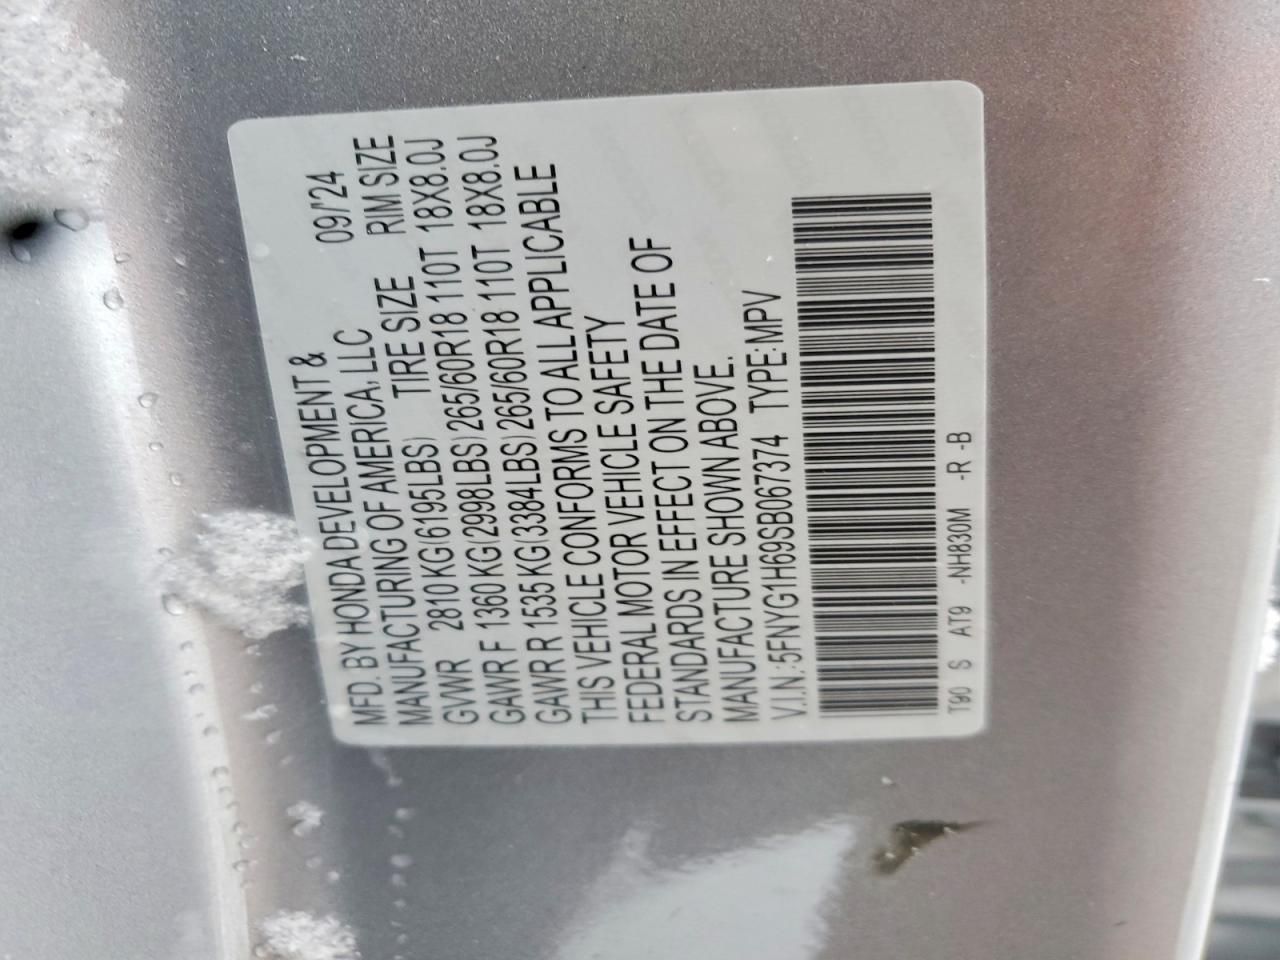 MFD. BY HONDA DEVELOPMENT &
MANUFACTURING OF AMERICA, LLC 09/'24
GVWR 2810 KG(6195LBS) TIRE SIZE RIM SIZE
GAWR F 1360 KG(2998LBS) 265/60R18 110T 18X8.0J
GAWR R 1535 KG(3384LBS) 265/60R18 110T 18X8.0J
THIS VEHICLE CONFORMS TO ALL APPLICABLE
FEDERAL MOTOR VEHICLE SAFETY
STANDARDS IN EFFECT ON THE DATE OF
MANUFACTURE SHOWN ABOVE.
V.I.N.:5FNYG1H69SB067374 TYPE:MPV
T90 S AT9 -NH830M -R -B